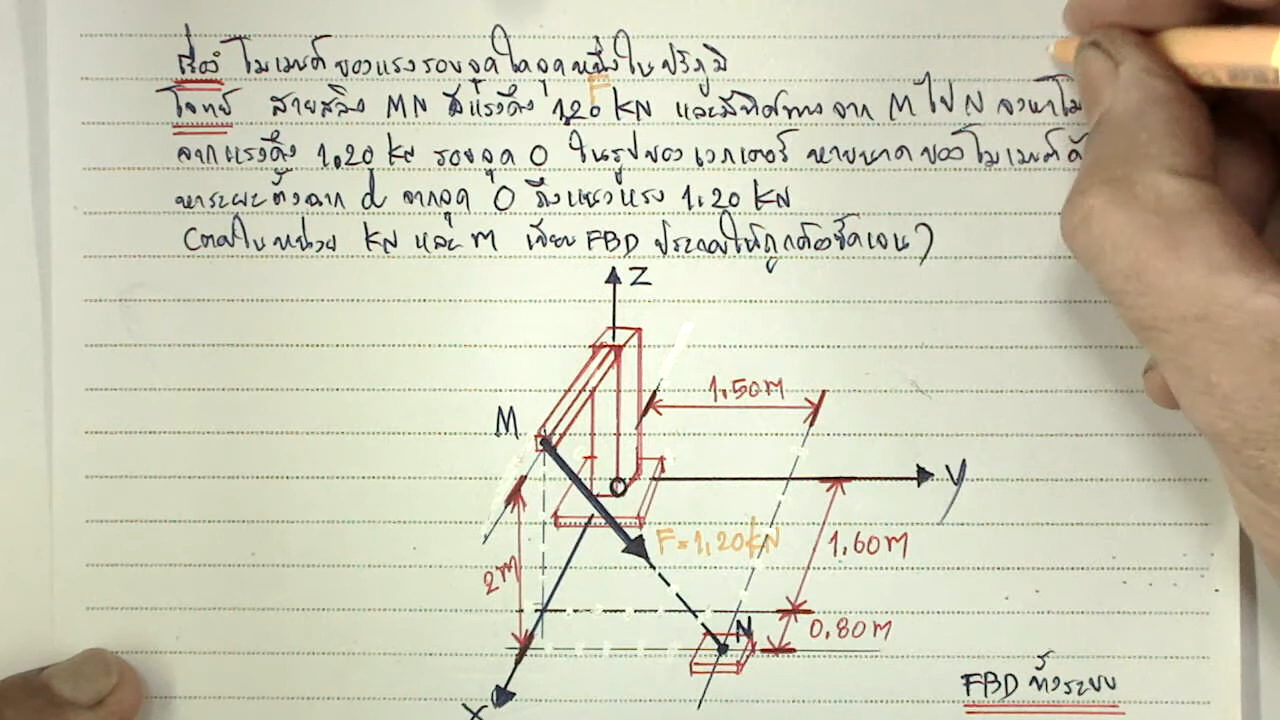 เรื่อง โมเมนต์ของแรงรอบจุดใดจุดหนึ่งใน ปริภูมิ
F
โจทย์ สายสลิง MN มีแรงดึง 1.20 KN และมีทิศทางจาก M ไป N จงหาโม
จากแรงดึง 1.20 KN รอบจุด O ในรูปของเวกเตอร์ หาขนาดของโมเมนต์
หาระยะตั้งฉาก d จากจุด O ถึงแนวแรง 1.20 KN
(ตอบในหน่วย KN และ m เขียน FBD ประกอบให้ถูกต้องชัดเจน)
Z
1.50m
M
O
Y
F=1.20kN
1.60m
2m
N
0.80m
X
FBD ทั้งระบบ